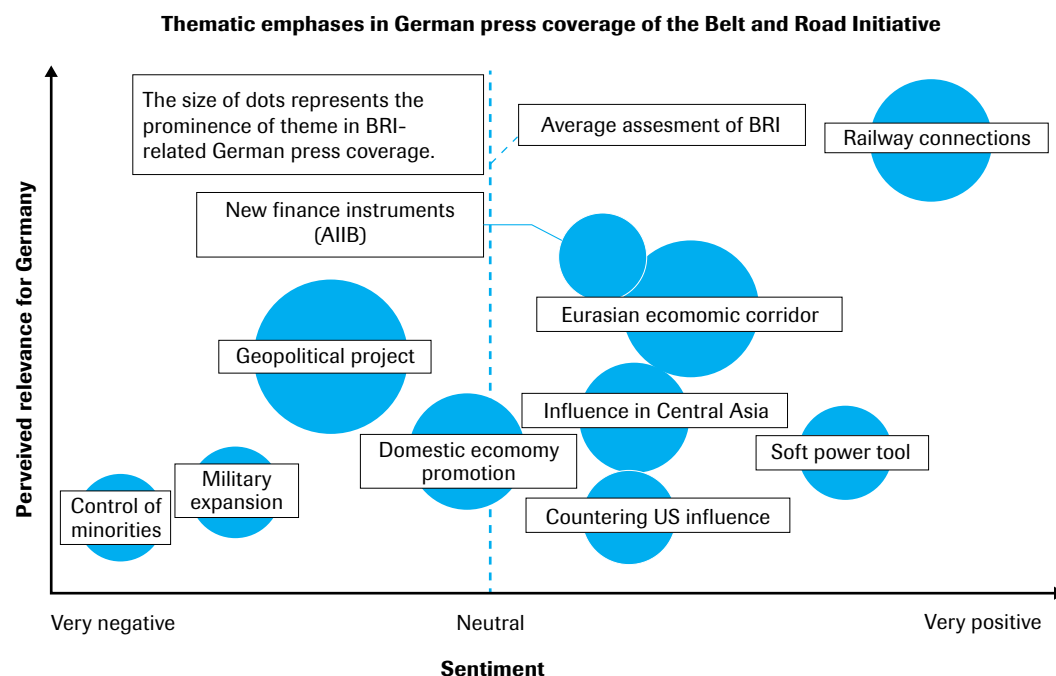 Thematic emphases in German press coverage of the Belt and Road Initiative
The size of dots represents the
prominence of theme in BRI-
related German press coverage.
Average assesment of BRI
Railway connections
New finance instruments
(AIIB)
Eurasian ecomomic corridor
Geopolitical project
Influence in Central Asia
Domestic ecomomy
promotion
Soft power tool
Military
expansion
Control of
minorities
Countering US influence
Perveived relevance for Germany
Very negative
Neutral
Very positive
Sentiment